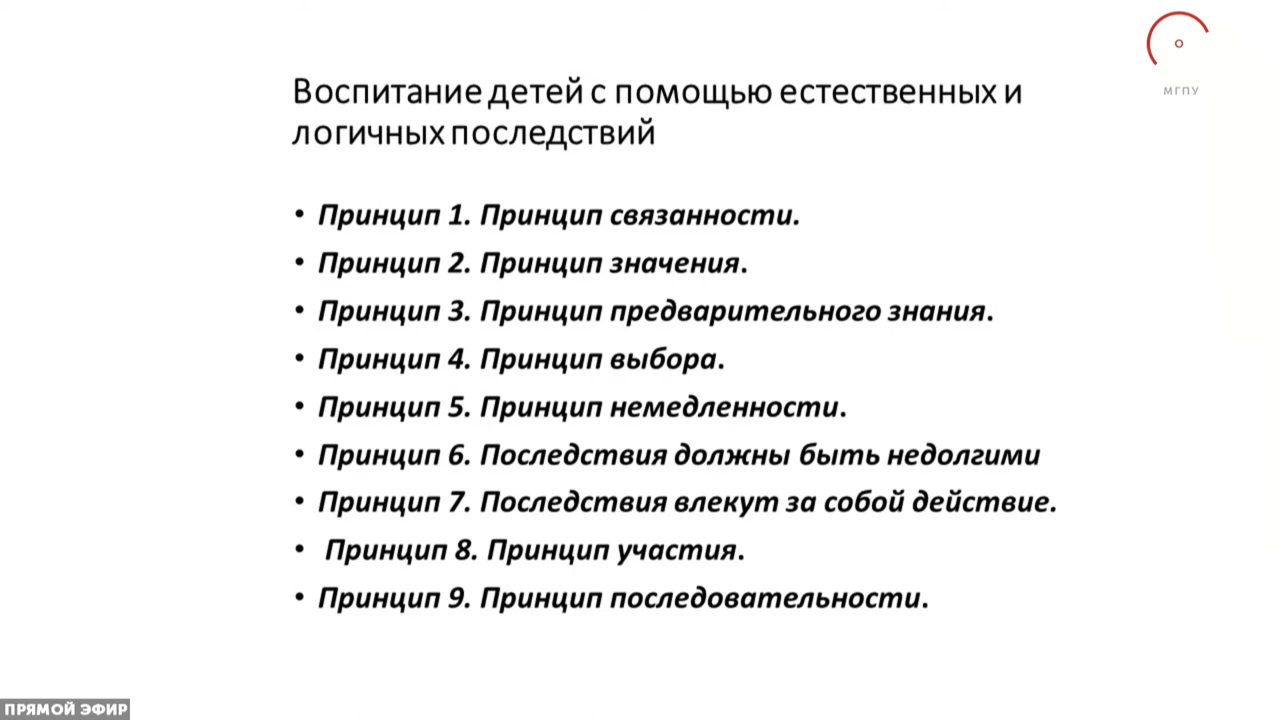 МГПУ
Воспитание детей с помощью естественных и
логичных последствий
• Принцип 1. Принцип связанности.
• Принцип 2. Принцип значения.
• Принцип 3. Принцип предварительного знания.
• Принцип 4. Принцип выбора.
• Принцип 5. Принцип немедленности.
• Принцип 6. Последствия должны быть недолгими
• Принцип 7. Последствия влекут за собой действие.
• Принцип 8. Принцип участия.
• Принцип 9. Принцип последовательности.
ПРЯМОЙ ЭФИР